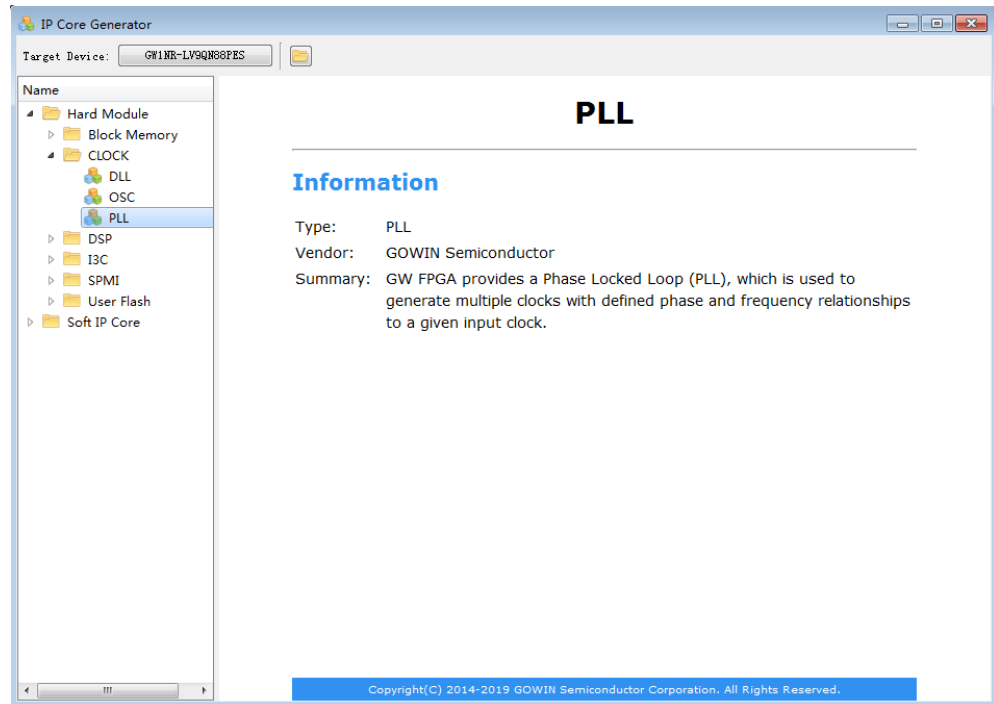 IP Core Generator
Target Device: GW1NR-LV9QN88PES
Name
Hard Module
Block Memory
CLOCK
DLL
OSC
PLL
DSP
I3C
SPMI
User Flash
Soft IP Core
PLL
Information
Type: PLL
Vendor: GOWIN Semiconductor
Summary: GW FPGA provides a Phase Locked Loop (PLL), which is used to
generate multiple clocks with defined phase and frequency relationships
to a given input clock.
Copyright(C) 2014-2019 GOWIN Semiconductor Corporation. All Rights Reserved.